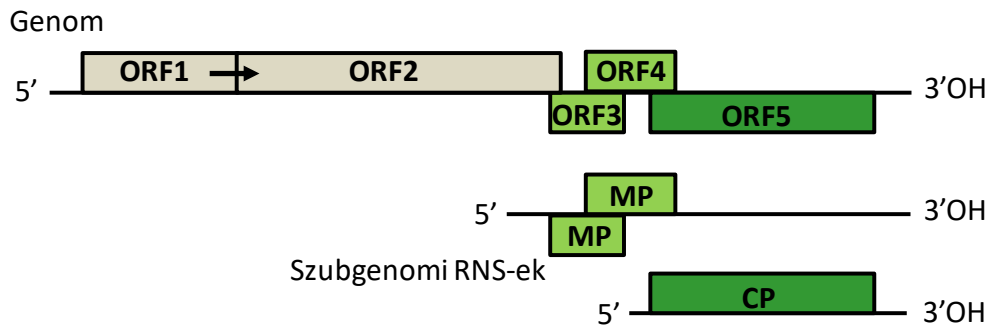 Genom
5’ ORF1 ORF2 ORF4 3’OH
ORF3 ORF5
5’ MP 3’OH
MP
Szubgenomi RNS-ek
5’ CP 3’OH